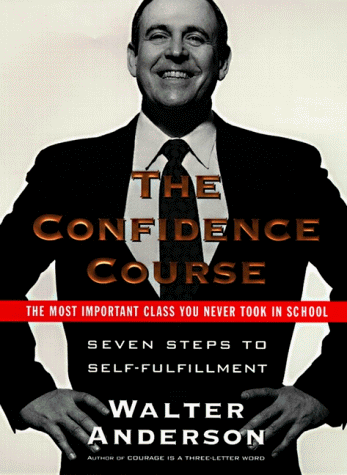 THE
CONFIDENCE
COURSE
THE MOST IMPORTANT CLASS YOU NEVER TOOK IN SCHOOL
SEVEN STEPS TO
SELF-FULFILLMENT
WALTER
ANDERSON
AUTHOR OF COURAGE IS A THREE-LETTER WORD